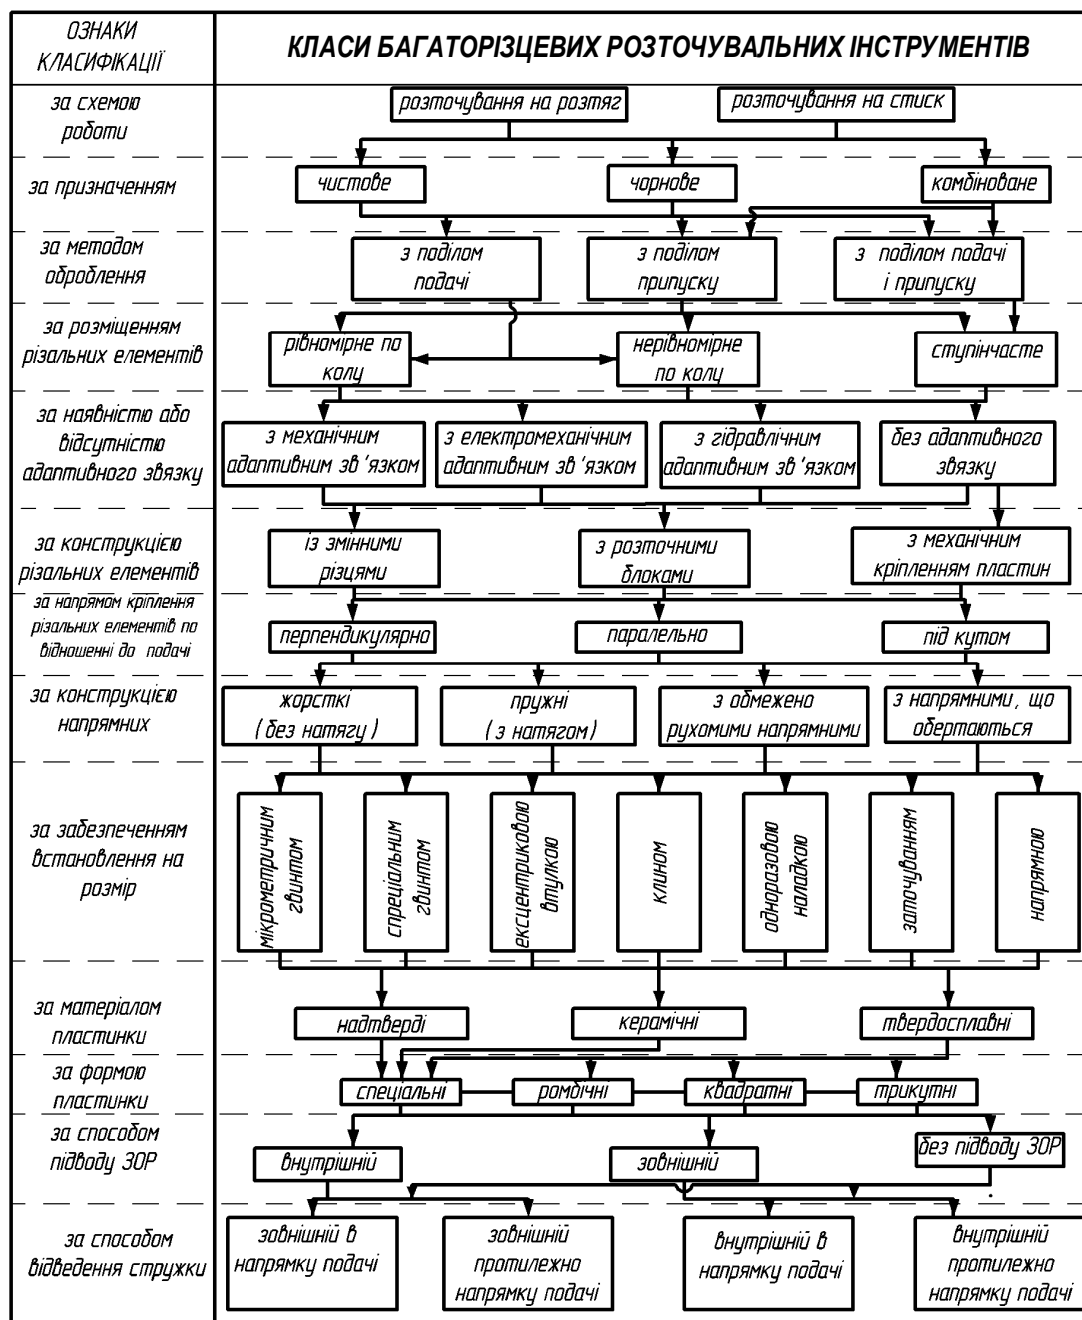 ОЗНАКИ
КЛАСИФІКАЦІЇ
КЛАСИ БАГАТОРІЗЦЕВИХ РОЗТОЧУВАЛЬНИХ ІНСТРУМЕНТІВ
за схемою
роботи
розточування на розтяг
розточування на стиск
за призначенням
чистове
чорнове
комбіноване
за методом
оброблення
з поділом
подачі
з поділом
припуску
з поділом подачі
і припуску
за розміщенням
різальних елементів
рівномірне по
колу
нерівномірне
по колу
ступінчасте
за наявністю або
відсутністю
адаптивного звязку
з механічним
адаптивним зв'язком
з електромеханічним
адаптивним зв'язком
з гідравлічним
адаптивним зв'язком
без адаптивного
звязку
за конструкцією
різальних елементів
із змінними
різцями
з розточними
блоками
з механічним
кріпленням пластин
за напрямом кріплення
різальних елементів по
відношенні до подачі
перпендикулярно
паралельно
під кутом
за конструкцією
напрямних
жорсткі
(без натягу)
пружні
(з натягом)
з обмежено
рухомими напрямними
з напрямними, що
обертаються
за забезпеченням
встановлення на
розмір
мікрометричним
гвинтом
спреціальним
гвинтом
ексцентриковою
втулкою
клином
одноразовою
наладкою
заточуванням
напрямною
за матеріалом
пластинки
надтверді
керамічні
твердосплавні
за формою
пластинки
спеціальні
ромбічні
квадратні
трикутні
за способом
підводу ЗОР
внутрішній
зовнішній
без підводу ЗОР
за способом
відведення стружки
зовнішній в
напрямку подачі
зовнішній
протилежно
напрямку подачі
внутрішній в
напрямку подачі
внутрішній
протилежно
напрямку подачі